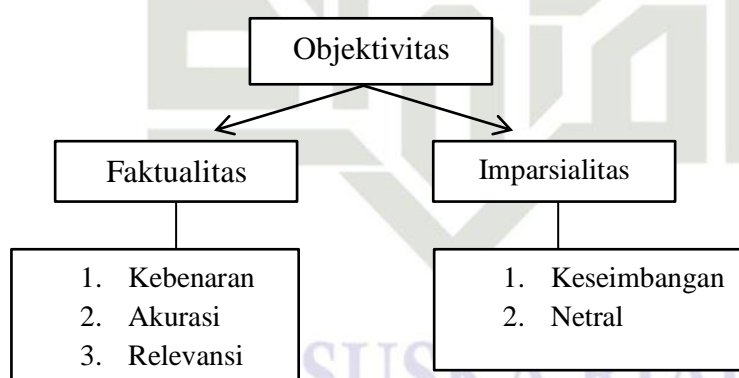 Objektivitas
Faktualitas
Imparsialitas
1. Kebenaran
2. Akurasi
3. Relevansi
1. Keseimbangan
2. Netral